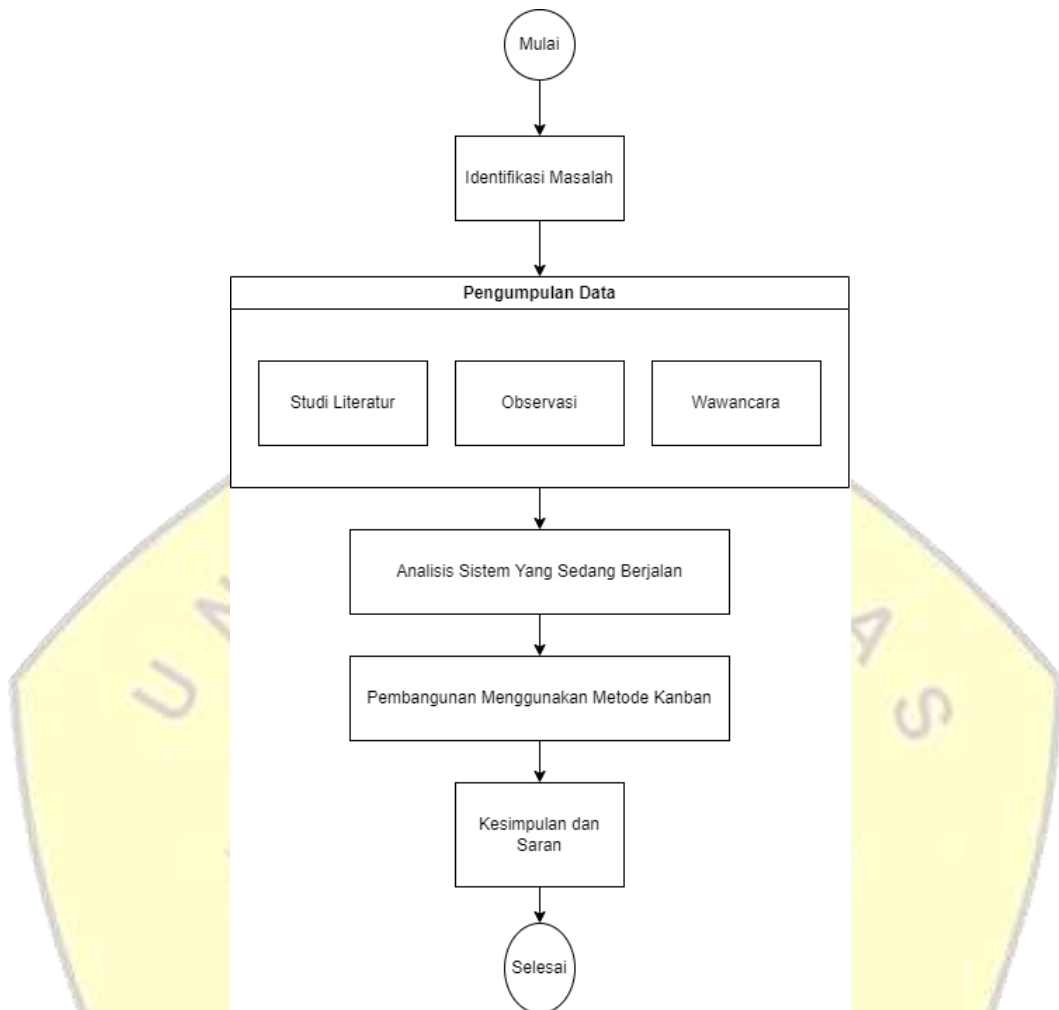 Mulai
Identifikasi Masalah
Pengumpulan Data
Studi Literatur
Observasi
Wawancara
Analisis Sistem Yang Sedang Berjalan
Pembangunan Menggunakan Metode Kanban
Kesimpulan dan
Saran
Selesai
U N
A S